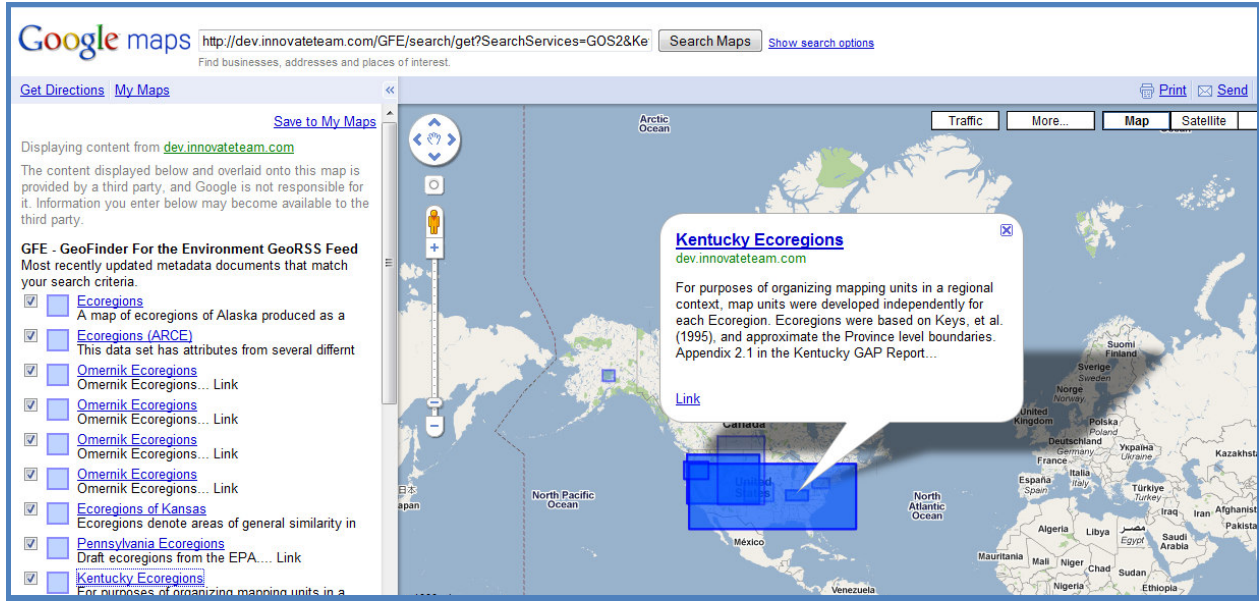 Google maps
http://dev.innovateteam.com/GFE/search/get?SearchServices=GOS2&Ke
Search Maps
Show search options
Find businesses, addresses and places of interest.
Get Directions My Maps
«
Print
Send
Save to My Maps
Displaying content from dev.innovateteam.com
The content displayed below and overlaid onto this map is
provided by a third party, and Google is not responsible for
it. Information you enter below may become available to the
third party.
GFE - GeoFinder For the Environment GeoRSS Feed
Most recently updated metadata documents that match
your search criteria.
Ecoregions
A map of ecoregions of Alaska produced as a
Ecoregions (ARCE)
This data set has attributes from several differnt
Omernik Ecoregions
Omernik Ecoregions... Link
Omernik Ecoregions
Omernik Ecoregions... Link
Omernik Ecoregions
Omernik Ecoregions... Link
Omernik Ecoregions
Omernik Ecoregions... Link
Ecoregions of Kansas
Ecoregions denote areas of general similarity in
Pennsylvania Ecoregions
Draft ecoregions from the EPA.... Link
Kentucky Ecoregions
For purposes of organizing mapping units in a
Traffic
More...
Map
Satellite
Arctic
Ocean
Kentucky Ecoregions
dev.innovateteam.com
For purposes of organizing mapping units in a regional
context, map units were developed independently for
each Ecoregion. Ecoregions were based on Keys, et al.
(1995), and approximate the Province level boundaries.
Appendix 2.1 in the Kentucky GAP Report...
Link
Canada
United
States
México
Venezuela
North Pacific
Ocean
North
Atlantic
Ocean
日本
apan
Suomi
Finland
Sverige
Sweden
Norge
Norway
United
Kingdom
Polska
Poland
Deutschland
Germany
Україна
Ukraine
Kazakhsta
France
Italia
Italy
España
Spain
Türkiye
Turkey
Iraq
Iran
Afghanist
Pakista
Algeria
Libya
مصر
Egypt
Saudi
Arabia
Mauritania
Mali
Niger
Chad
Sudan
Nigeria
Ethiopia